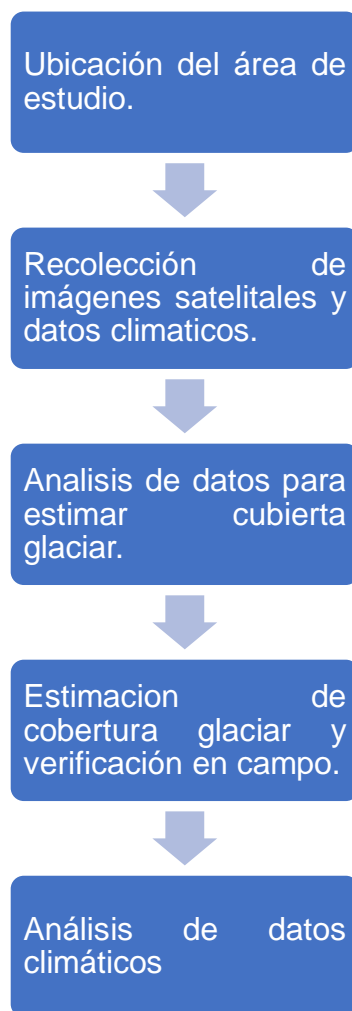 Ubicación del área de
estudio.
Recolección de
imágenes satelitales y
datos climaticos.
Analisis de datos para
estimar cubierta
glaciar.
Estimacion de
cobertura glaciar y
verificación en campo.
Análisis de datos
climáticos